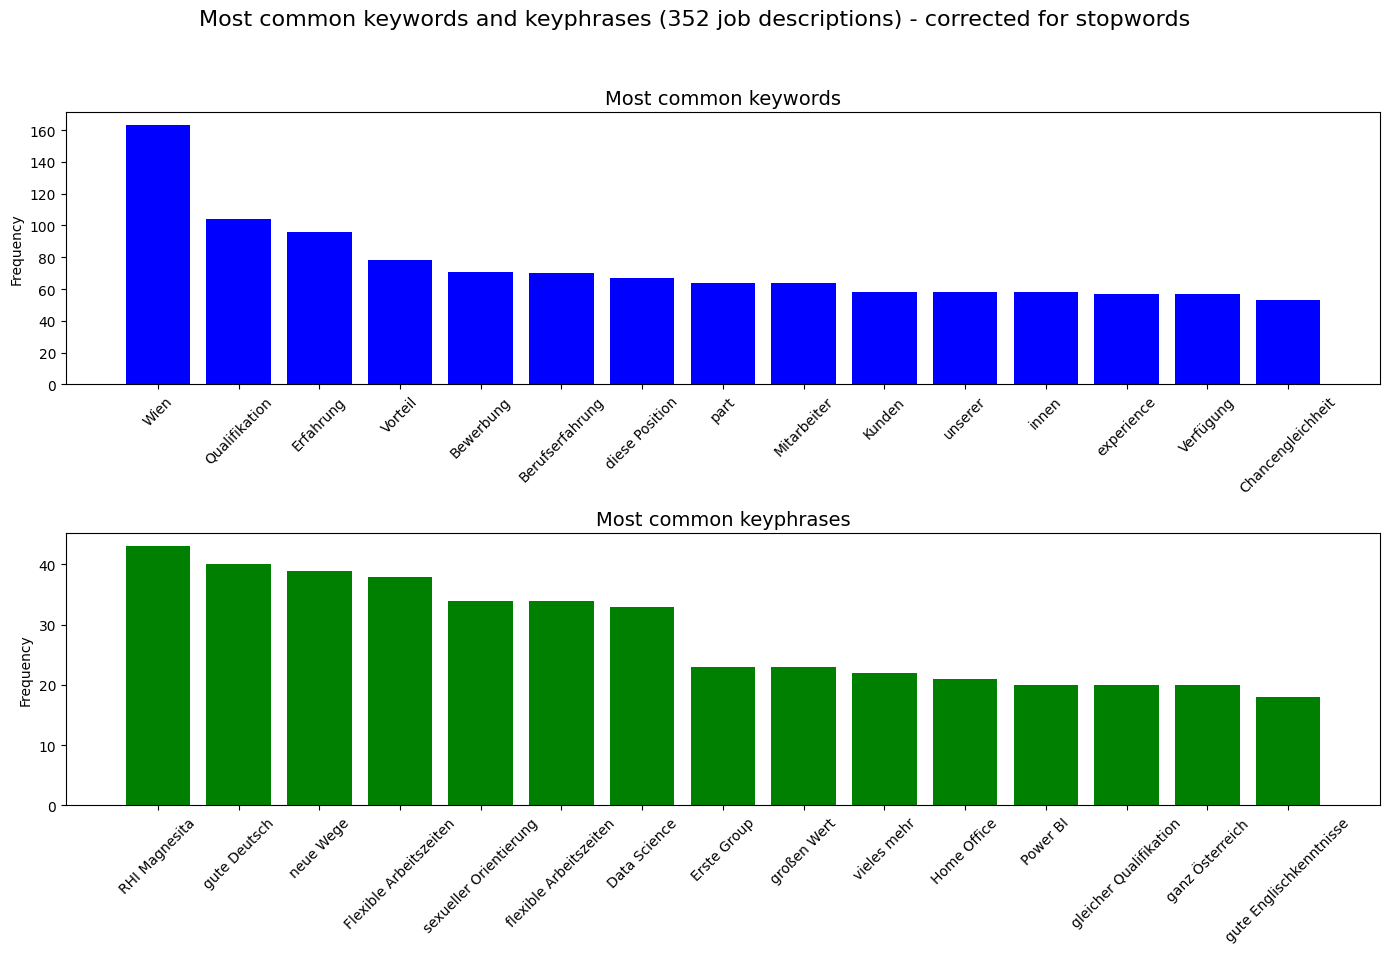 Most common keywords and keyphrases (352 job descriptions) - corrected for stopwords
Most common keywords
Frequency
160
140
120
100
80
60
40
20
0
Wien
Qualifikation
Erfahrung
Vorteil
Bewerbung
Berufserfahrung
diese Position
part
Mitarbeiter
Kunden
unserer
innen
experience
Verfügung
Chancengleichheit
Most common keyphrases
Frequency
40
30
20
10
0
RHI Magnesita
gute Deutsch
neue Wege
Flexible Arbeitszeiten
sexueller Orientierung
flexible Arbeitszeiten
Data Science
Erste Group
großen Wert
vieles mehr
Home Office
Power BI
gleicher Qualifikation
ganz Österreich
gute Englischkenntnisse